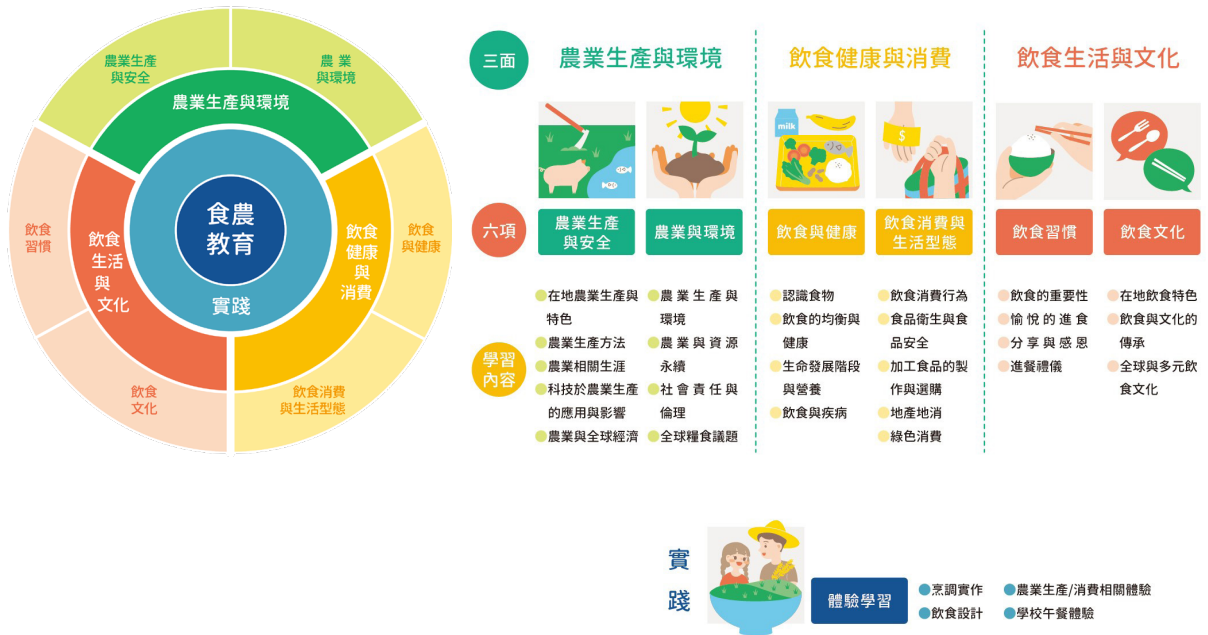 農業生產
與安全
農業
與環境
農業生產與環境
飲食
習慣
飲食
生活
與
文化
食農
教育
實踐
飲食
健康
與
消費
飲食
與健康
飲食
文化
飲食消費
與生活型態
三面
農業生產與環境
飲食健康與消費
飲食生活與文化
milk
$
六項
農業生產
與安全
農業與環境
飲食與健康
飲食消費與
生活型態
飲食習慣
飲食文化
學習
內容
在地農業生產與
特色
農業生產方法
農業相關生涯
科技於農業生產
的應用與影響
農業與全球經濟
農業生產與
環境
農業與資源
永續
社會責任與
倫理
全球糧食議題
認識食物
飲食的均衡與
健康
生命發展階段
與營養
飲食與疾病
飲食消費行為
食品衛生與食
品安全
加工食品的製
作與選購
地產地消
綠色消費
飲食的重要性
愉悅的進食
分享與感恩
進餐禮儀
在地飲食特色
飲食與文化的
傳承
全球與多元飲
食文化
實
踐
體驗學習
烹調實作
飲食設計
農業生產/消費相關體驗
學校午餐體驗